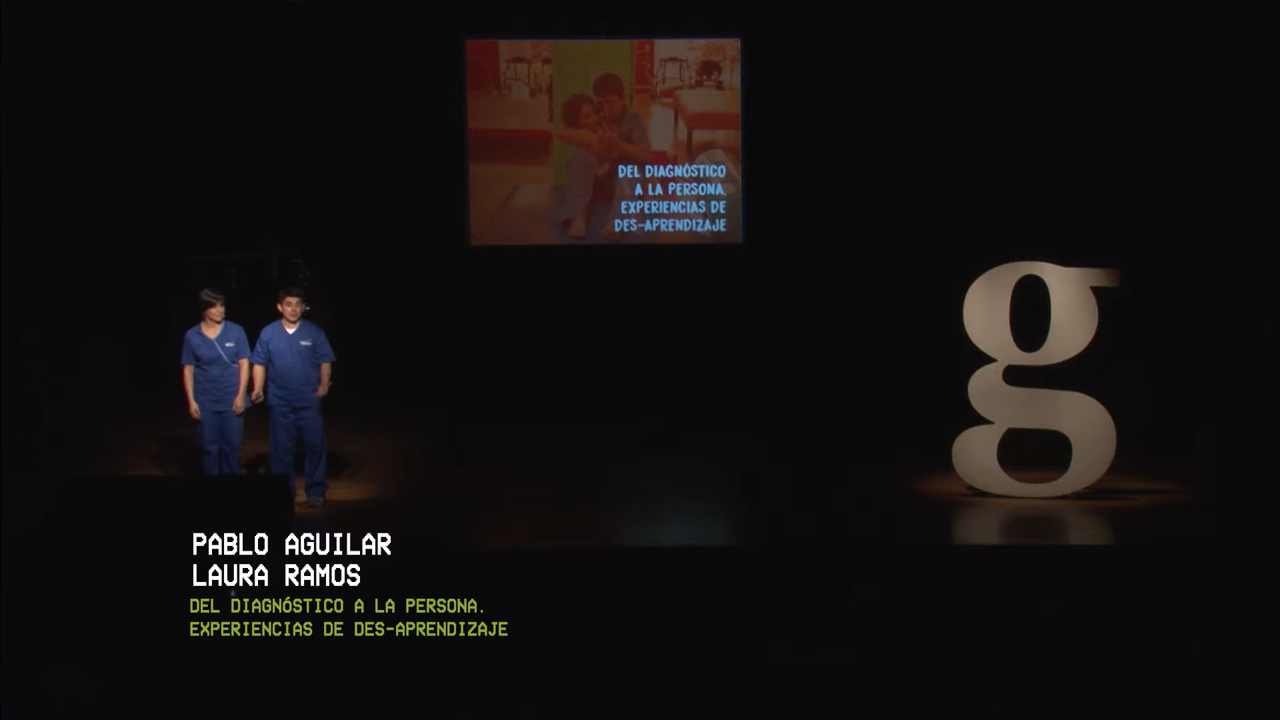 DEL DIAGNÓSTICO
A LA PERSONA.
EXPERIENCIAS DE
DES-APRENDIZAJE
g
PABLO AGUILAR
LAURA RAMOS
DEL DIAGNÓSTICO A LA PERSONA.
EXPERIENCIAS DE DES-APRENDIZAJE